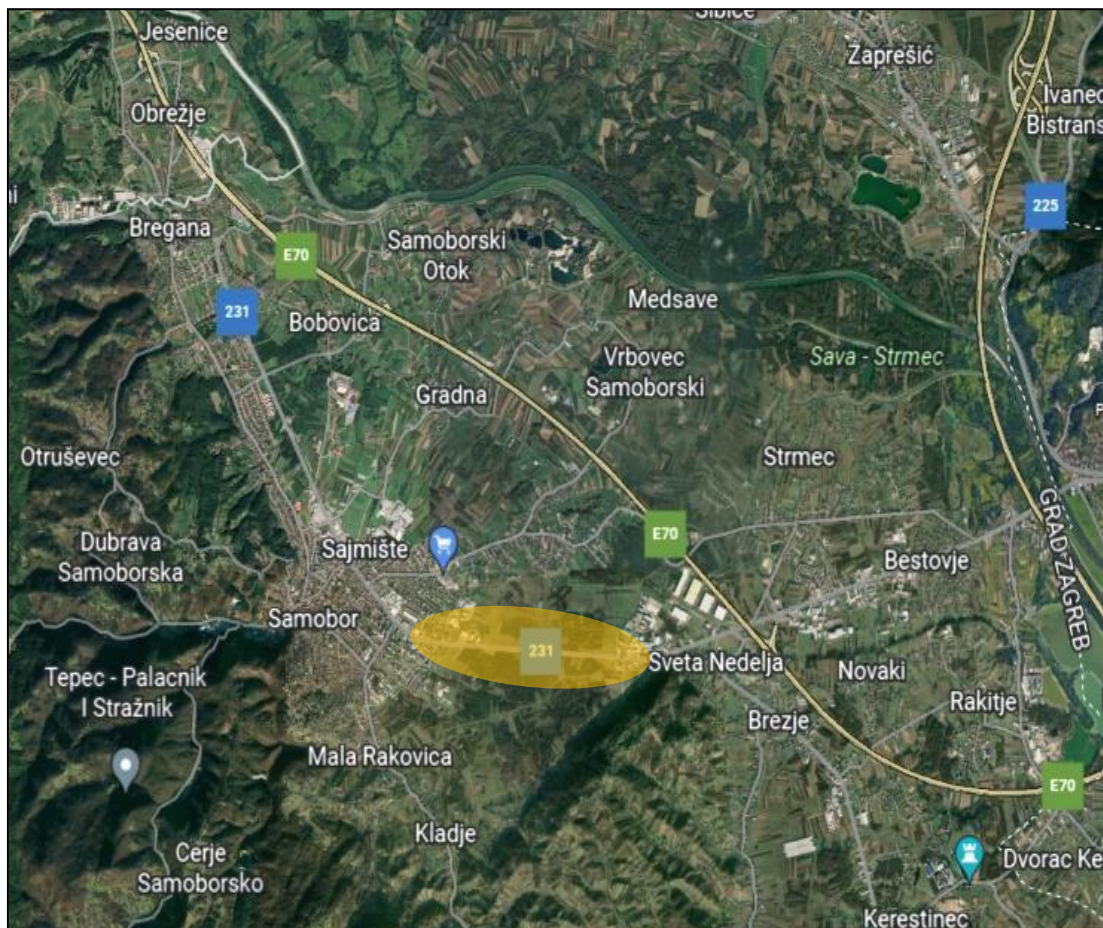 Sibice
Jesenice
Zaprešić
Ivanec
Bistrans
Obrežje
225
Bregana
E70
Samoborski
Otok
Medsave
231
Bobovica
Vrbovec
Samoborski
Sava - Strmec
Gradna
Otruševec
Strmec
GRAD ZAGREB
E70
Sajmište
Dubrava
Samoborska
Bestovje
Samobor
231
Sveta Nedelja
Novaki
Tepec - Palacnik
I Stražnik
Rakitje
Brezje
Mala Rakovica
E70
Kladje
Cerje
Samoborsko
Dvorac Ke
Kerestinec